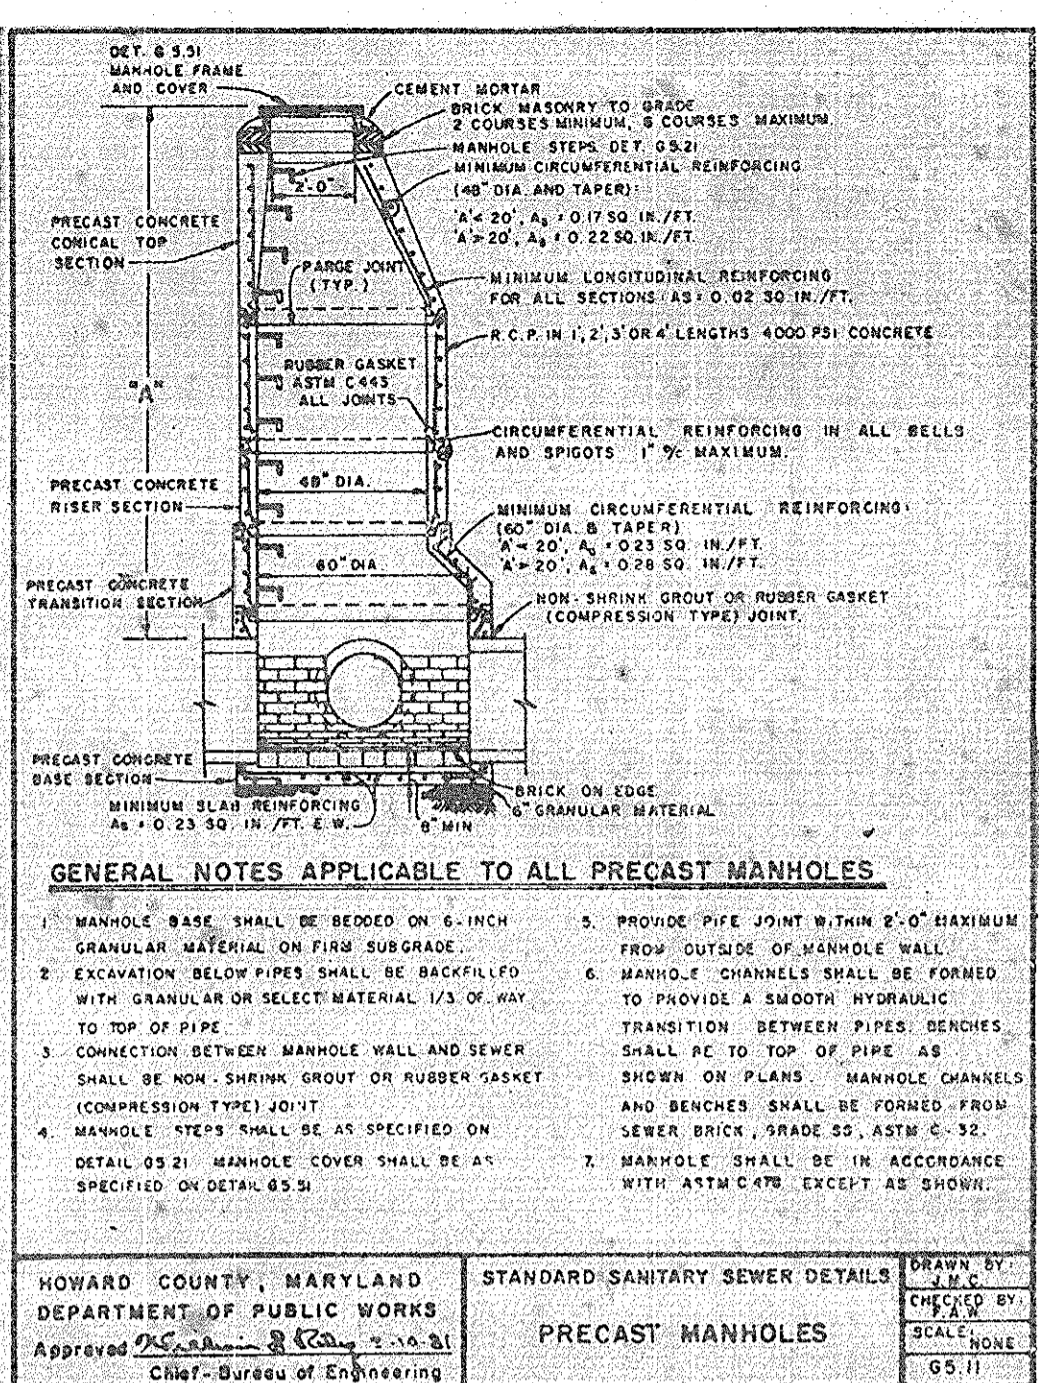 DET. G 5.51
MANHOLE FRAME
AND COVER
CEMENT MORTAR
BRICK MASONRY TO GRADE
2 COURSES MINIMUM, 5 COURSES MAXIMUM.
MANHOLE STEPS DET. G5.21
MINIMUM CIRCUMFERENTIAL REINFORCING
(48" DIA. AND TAPER):
'A'< 20', As = 0.17 SQ. IN./FT.
'A'> 20', As = 0.22 SQ. IN./FT.
2'-0"
PRECAST CONCRETE
CONICAL TOP
SECTION
PARGE JOINT
(TYP.)
MINIMUM LONGITUDINAL REINFORCING
FOR ALL SECTIONS: AS = 0.02 SQ IN./FT.
R.C.P. IN 1', 2', 3' OR 4' LENGTHS 4000 PSI CONCRETE
"A"
RUBBER GASKET
ASTM C 443
ALL JOINTS
CIRCUMFERENTIAL REINFORCING IN ALL BELLS
AND SPIGOTS 1" o/c MAXIMUM.
48" DIA.
PRECAST CONCRETE
RISER SECTION
MINIMUM CIRCUMFERENTIAL REINFORCING:
(60" DIA. & TAPER)
'A'< 20', As = 0.23 SQ. IN./FT.
'A'> 20', As = 0.28 SQ. IN./FT.
60" DIA.
PRECAST CONCRETE
TRANSITION SECTION
NON-SHRINK GROUT OR RUBBER GASKET
(COMPRESSION TYPE) JOINT.
PRECAST CONCRETE
BASE SECTION
BRICK ON EDGE
6" GRANULAR MATERIAL
MINIMUM SLAB REINFORCING
As = 0.23 SQ. IN./FT. E.W.
8" MIN
GENERAL NOTES APPLICABLE TO ALL PRECAST MANHOLES
1. MANHOLE BASE SHALL BE BEDDED ON 6-INCH
GRANULAR MATERIAL ON FIRM SUBGRADE.
2. EXCAVATION BELOW PIPES SHALL BE BACKFILLED
WITH GRANULAR OR SELECT MATERIAL 1/3 OF WAY
TO TOP OF PIPE.
3. CONNECTION BETWEEN MANHOLE WALL AND SEWER
SHALL BE NON-SHRINK GROUT OR RUBBER GASKET
(COMPRESSION TYPE) JOINT
4. MANHOLE STEPS SHALL BE AS SPECIFIED ON
DETAIL G5.21 MANHOLE COVER SHALL BE AS
SPECIFIED ON DETAIL G5.51
5. PROVIDE PIPE JOINT WITHIN 2'-0" MAXIMUM
FROM OUTSIDE OF MANHOLE WALL.
6. MANHOLE CHANNELS SHALL BE FORMED
TO PROVIDE A SMOOTH HYDRAULIC
TRANSITION BETWEEN PIPES. BENCHES
SHALL BE TO TOP OF PIPE AS
SHOWN ON PLANS. MANHOLE CHANNELS
AND BENCHES SHALL BE FORMED FROM
SEWER BRICK, GRADE SS, ASTM C-32.
7. MANHOLE SHALL BE IN ACCORDANCE
WITH ASTM C 478 EXCEPT AS SHOWN.
HOWARD COUNTY, MARYLAND
DEPARTMENT OF PUBLIC WORKS
Approved
Chief-Bureau of Engineering
STANDARD SANITARY SEWER DETAILS
PRECAST MANHOLES
DRAWN BY:
J.M.C.
CHECKED BY:
P.A.W.
SCALE:
NONE
G5.11